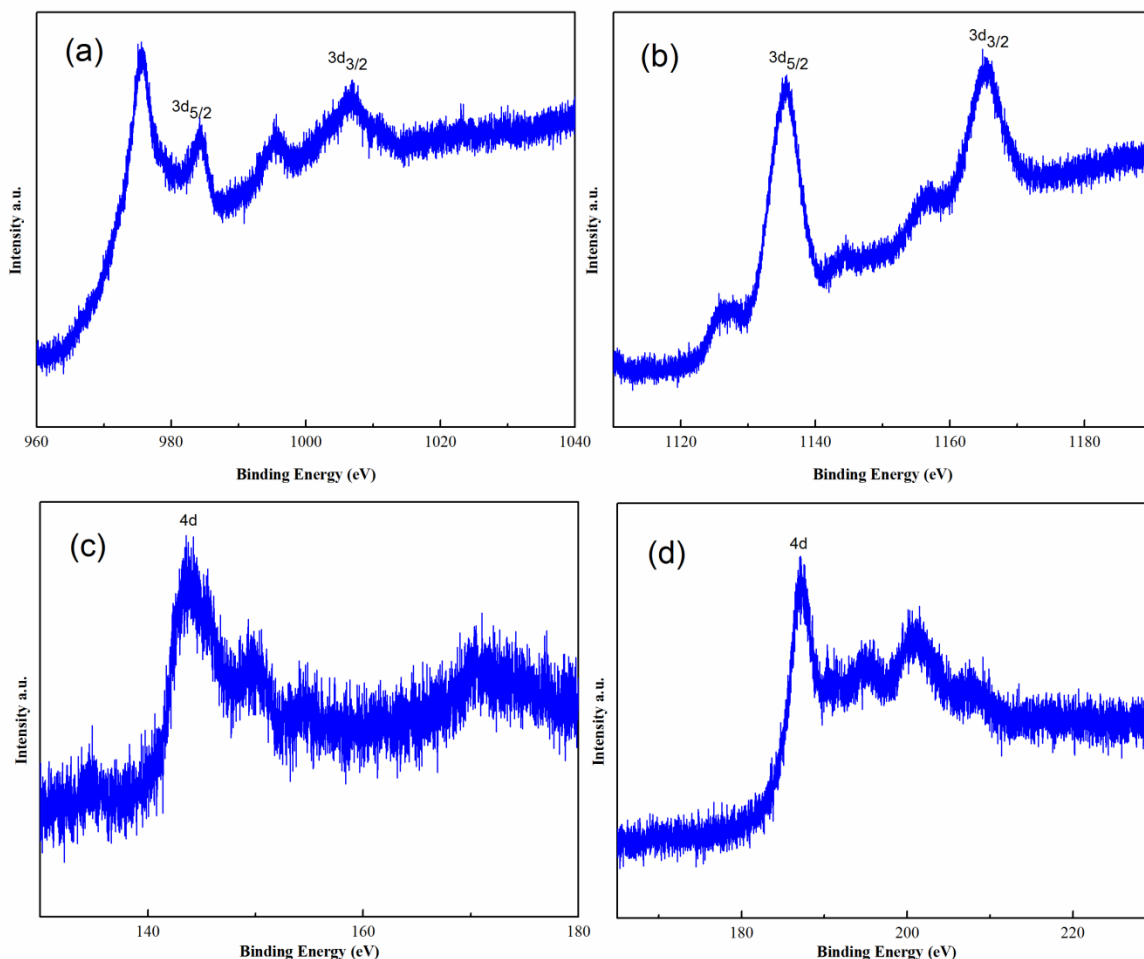 (a)
3d5/2
3d3/2
Intensity a.u.
960 980 1000 1020 1040
Binding Energy (eV)
(b)
3d5/2
3d3/2
Intensity a.u.
1120 1140 1160 1180
Binding Energy (eV)
(c)
4d
Intensity a.u.
140 160 180
Binding Energy (eV)
(d)
4d
Intensity a.u.
180 200 220
Binding Energy (eV)